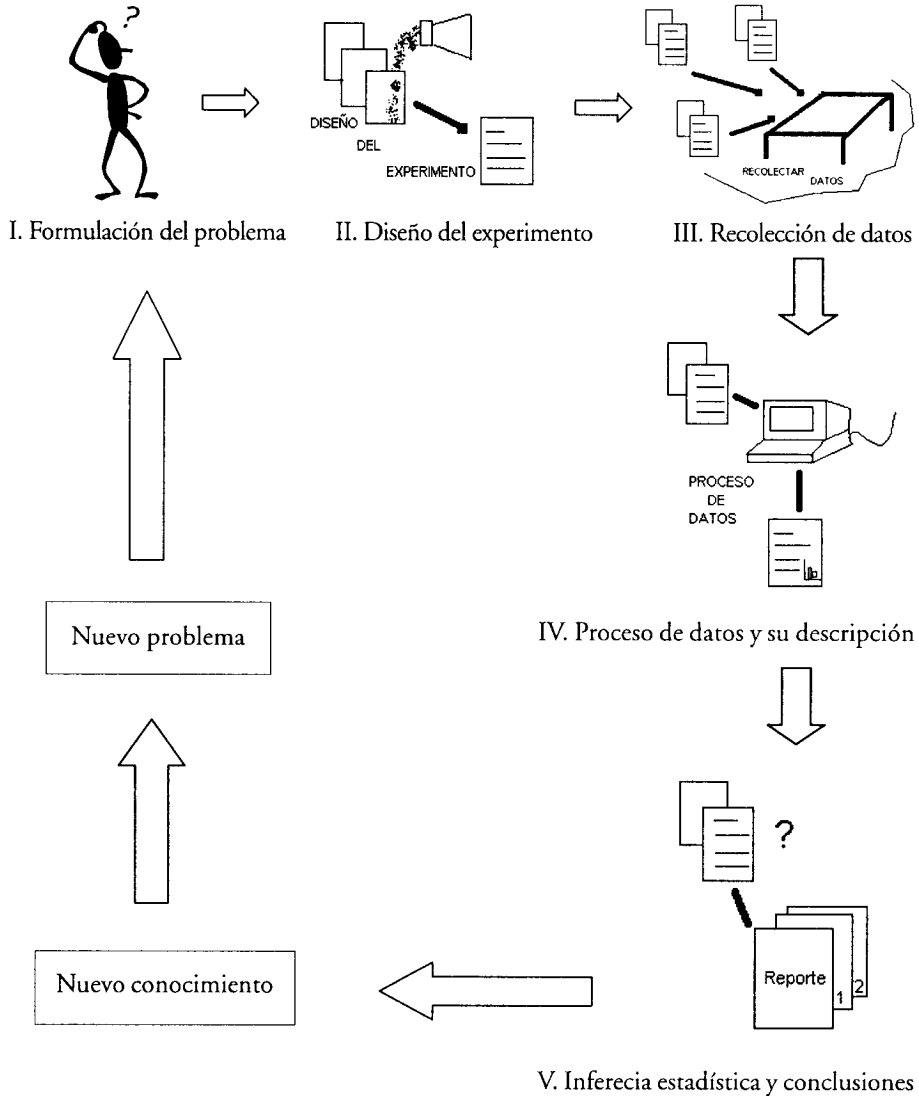 ?
DISEÑO
DEL
EXPERIMENTO
RECOLECTAR
DATOS
I. Formulación del problema
II. Diseño del experimento
III. Recolección de datos
PROCESO
DE
DATOS
IV. Proceso de datos y su descripción
Nuevo problema
?
Reporte
1
2
Nuevo conocimiento
V. Inferecia estadística y conclusiones